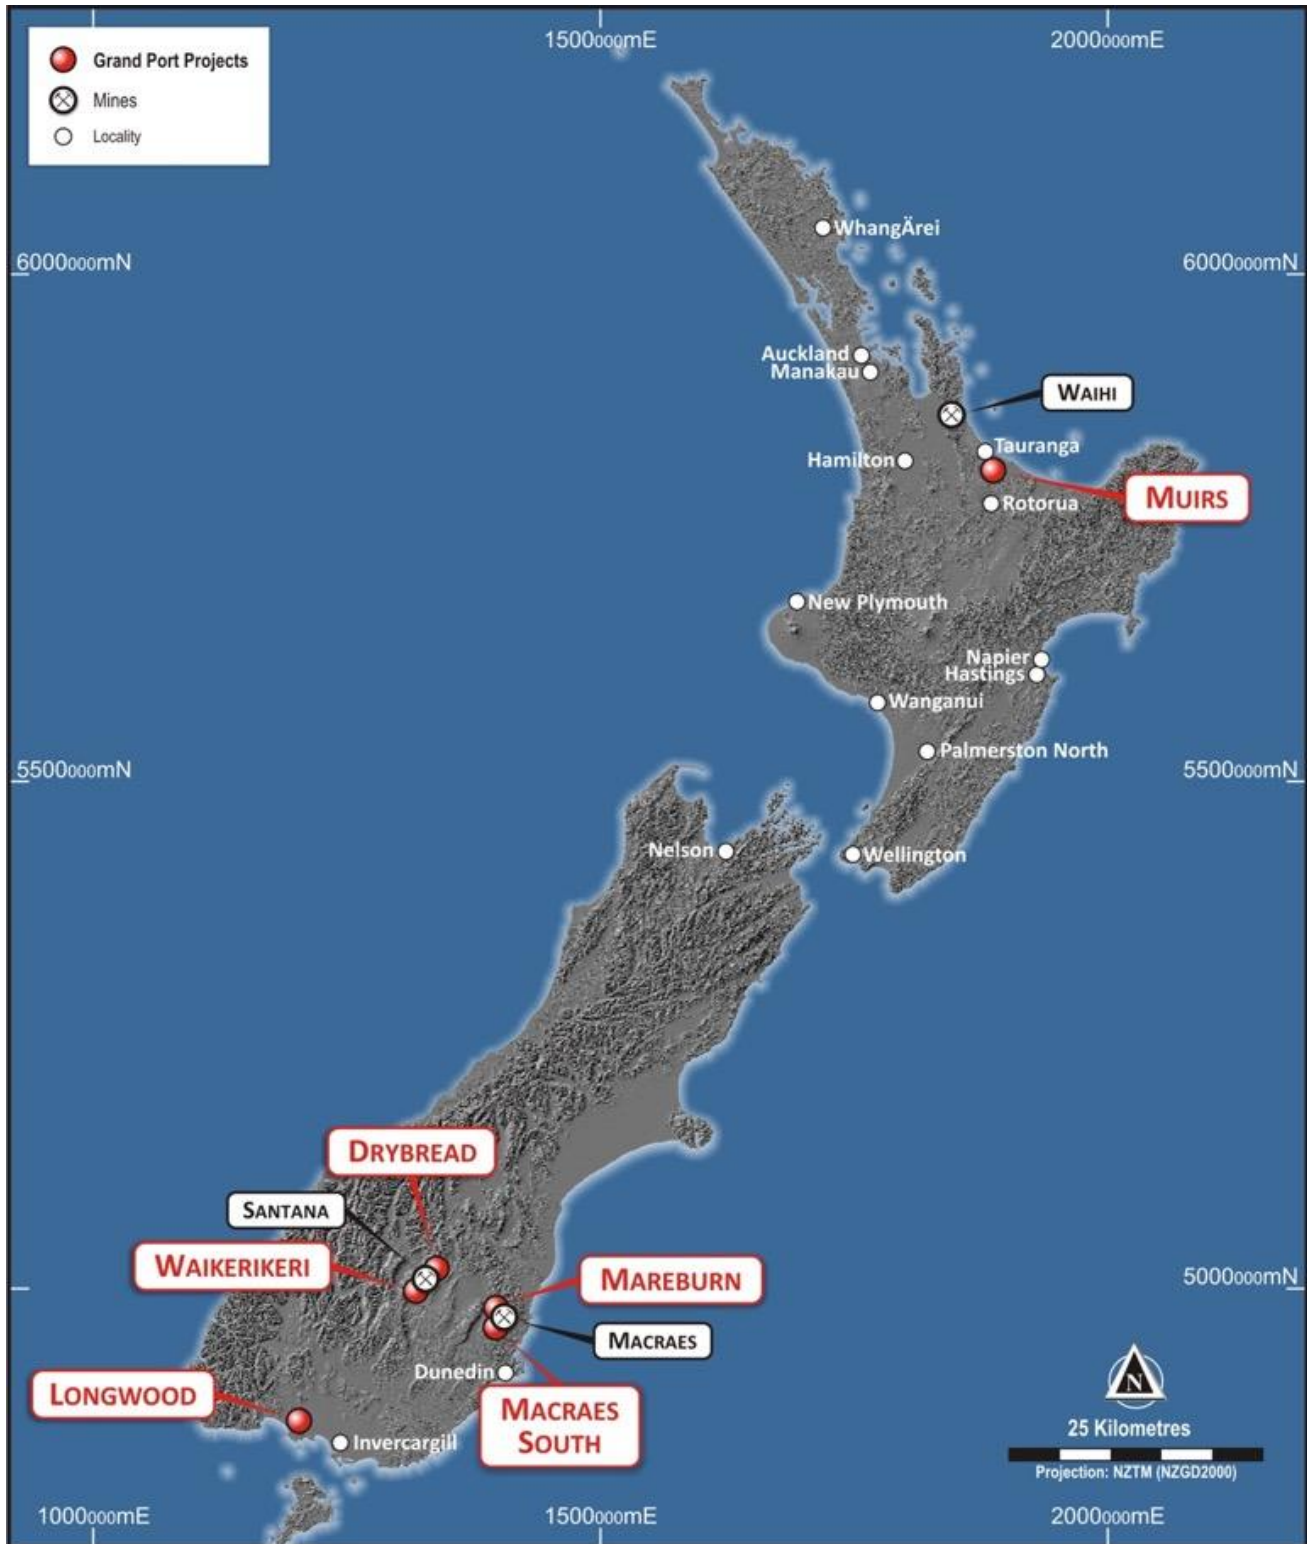 1500000mE
2000000mE
Grand Port Projects
Mines
Locality
WhangÄrei
6000000mN
6000000mN
Auckland
Manakau
WAIHI
Tauranga
Hamilton
MUIRS
Rotorua
New Plymouth
Napier
Hastings
Wanganui
Palmerston North
5500000mN
5500000mN
Nelson
Wellington
DRYBREAD
SANTANA
WAIKERIKERI
MAREBURN
5000000mN
MACRAES
Dunedin
LONGWOOD
MACRAES
SOUTH
Invercargill
N
25 Kilometres
Projection: NZTM (NZGD2000)
1000000mE
1500000mE
2000000mE